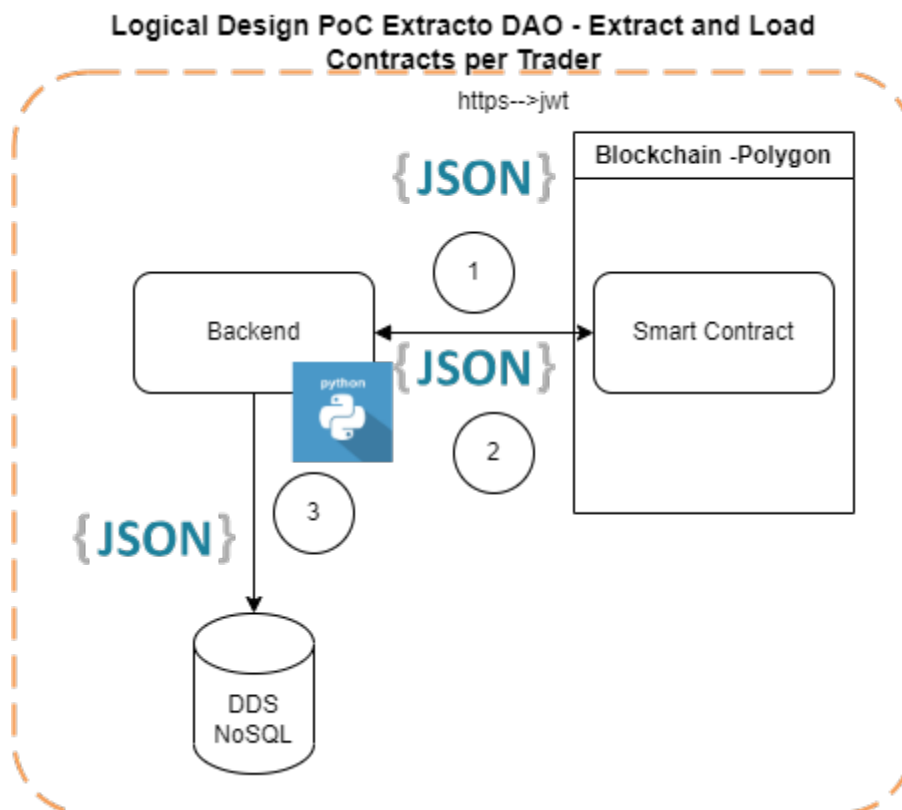 Logical Design PoC Extracto DAO - Extract and Load
Contracts per Trader
https-->jwt
{JSON}
Blockchain -Polygon
1
Backend
Smart Contract
{JSON}
python
2
3
{JSON}
DDS
NoSQL